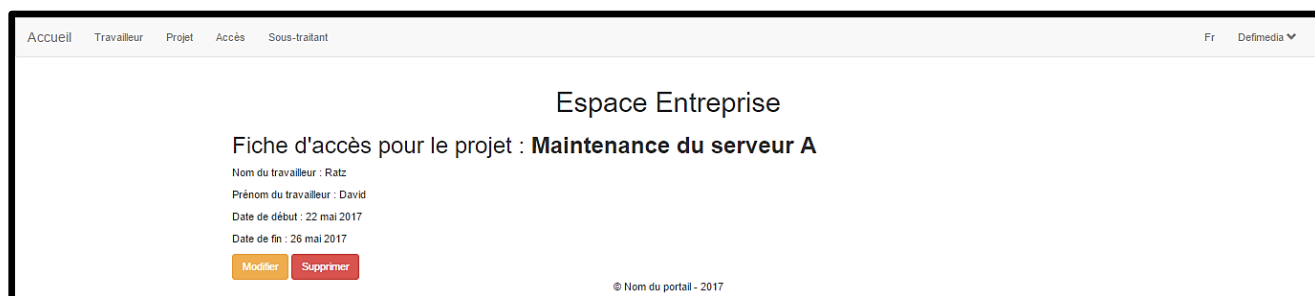 Accueil Travailleur Projet Accès Sous-traitant Fr Defimedia
Espace Entreprise
Fiche d'accès pour le projet : Maintenance du serveur A
Nom du travailleur : Ratz
Prénom du travailleur : David
Date de début : 22 mai 2017
Date de fin : 26 mai 2017
Modifier Supprimer
© Nom du portail - 2017